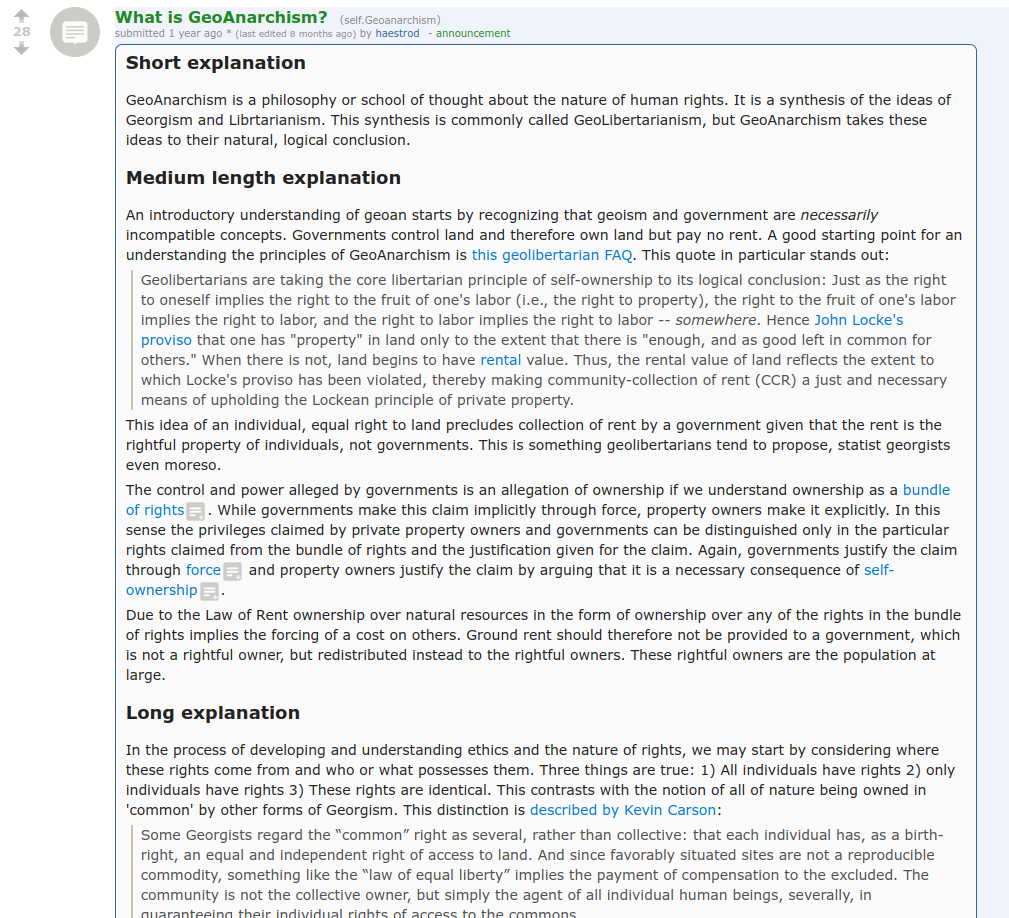 What is GeoAnarchism? (self.Geoanarchism)
28
submitted 1 year ago * (last edited 8 months ago) by haestrod - announcement
Short explanation
GeoAnarchism is a philosophy or school of thought about the nature of human rights. It is a synthesis of the ideas of
Georgism and Librtarianism. This synthesis is commonly called GeoLibertarianism, but GeoAnarchism takes these
ideas to their natural, logical conclusion.
Medium length explanation
An introductory understanding of geoan starts by recognizing that geoism and government are necessarily
incompatible concepts. Governments control land and therefore own land but pay no rent. A good starting point for an
understanding the principles of GeoAnarchism is this geolibertarian FAQ. This quote in particular stands out:
Geolibertarians are taking the core libertarian principle of self-ownership to its logical conclusion: Just as the right
to oneself implies the right to the fruit of one's labor (i.e., the right to property), the right to the fruit of one's labor
implies the right to labor, and the right to labor implies the right to labor -- somewhere. Hence John Locke's
proviso that one has "property" in land only to the extent that there is "enough, and as good left in common for
others." When there is not, land begins to have rental value. Thus, the rental value of land reflects the extent to
which Locke's proviso has been violated, thereby making community-collection of rent (CCR) a just and necessary
means of upholding the Lockean principle of private property.
This idea of an individual, equal right to land precludes collection of rent by a government given that the rent is the
rightful property of individuals, not governments. This is something geolibertarians tend to propose, statist georgists
even moreso.
The control and power alleged by governments is an allegation of ownership if we understand ownership as a bundle
of rights. While governments make this claim implicitly through force, property owners make it explicitly. In this
sense the privileges claimed by private property owners and governments can be distinguished only in the particular
rights claimed from the bundle of rights and the justification given for the claim. Again, governments justify the claim
through force and property owners justify the claim by arguing that it is a necessary consequence of self-
ownership.
Due to the Law of Rent ownership over natural resources in the form of ownership over any of the rights in the bundle
of rights implies the forcing of a cost on others. Ground rent should therefore not be provided to a government, which
is not a rightful owner, but redistributed instead to the rightful owners. These rightful owners are the population at
large.
Long explanation
In the process of developing and understanding ethics and the nature of rights, we may start by considering where
these rights come from and who or what possesses them. Three things are true: 1) All individuals have rights 2) only
individuals have rights 3) These rights are identical. This contrasts with the notion of all of nature being owned in
'common' by other forms of Georgism. This distinction is described by Kevin Carson:
Some Georgists regard the “common” right as several, rather than collective: that each individual has, as a birth-
right, an equal and independent right of access to land. And since favorably situated sites are not a reproducible
commodity, something like the “law of equal liberty” implies the payment of compensation to the excluded. The
community is not the collective owner, but simply the agent of all individual human beings, severally, in
guaranteeing their individual rights of access to the commons.